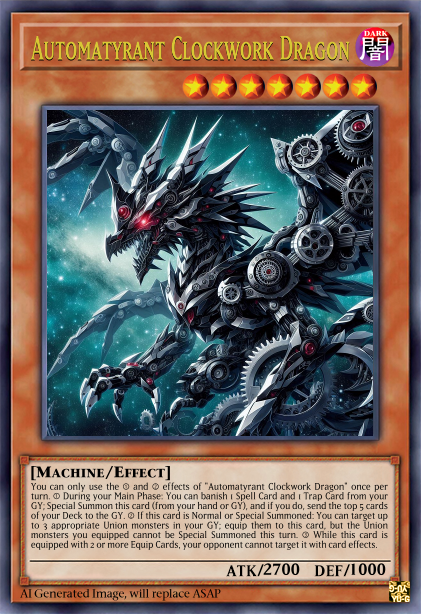 Automatyrant Clockwork Dragon
DARK
闇
[Machine/Effect]
You can only use the ① and ② effects of "Automatyrant Clockwork Dragon" once per
turn. ① During your Main Phase: You can banish 1 Spell Card and 1 Trap Card from your
GY; Special Summon this card (from your hand or GY), and if you do, send the top 5 cards
of your Deck to the GY. ② If this card is Normal or Special Summoned: You can target up
to 3 appropriate Union monsters in your GY; equip them to this card, but the Union
monsters you equipped cannot be Special Summoned this turn. ③ While this card is
equipped with 2 or more Equip Cards, your opponent cannot target it with card effects.
ATK/2700 DEF/1000
AI Generated Image, will replace ASAP